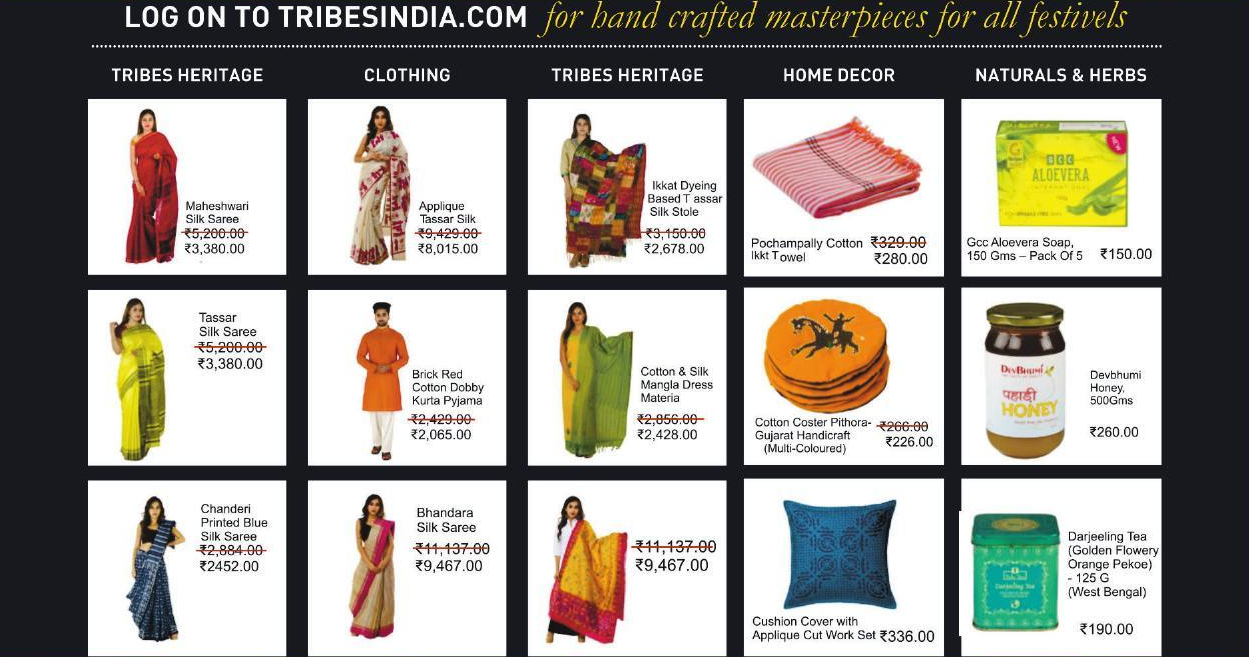 LOG ON TO TRIBESINDIA.COM for hand crafted masterpieces for all festivels
TRIBES HERITAGE
CLOTHING
TRIBES HERITAGE
HOME DECOR
NATURALS & HERBS
Maheshwari
Silk Saree
₹5,200.00
₹3,380.00
Applique
Tassar Silk
₹9,429.00
₹8,015.00
Ikkat Dyeing
Based T assar
Silk Stole
₹3,150.00
₹2,678.00
Pochampally Cotton ₹329.00
Ikkt Towel ₹280.00
NEW
GCC
ALOEVERA
INTERNATIONAL
Gcc Aloevera Soap,
150 Gms – Pack Of 5 ₹150.00
Tassar
Silk Saree
₹5,200.00
₹3,380.00
Brick Red
Cotton Dobby
Kurta Pyjama
₹2,429.00
₹2,065.00
Cotton & Silk
Mangla Dress
Materia
₹2,856.00
₹2,428.00
Cotton Coster Pithora- ₹266.00
Gujarat Handicraft ₹226.00
(Multi-Coloured)
DEVBHUMI
पहाड़ी
HONEY
Devbhumi
Honey,
500Gms
₹260.00
Chanderi
Printed Blue
Silk Saree
₹2,884.00
₹2452.00
Bhandara
Silk Saree
₹11,137.00
₹9,467.00
₹11,137.00
₹9,467.00
Cushion Cover with
Applique Cut Work Set ₹336.00
Darjeeling Tea
Darjeeling Tea
(Golden Flowery
Orange Pekoe)
- 125 G
(West Bengal)
₹190.00